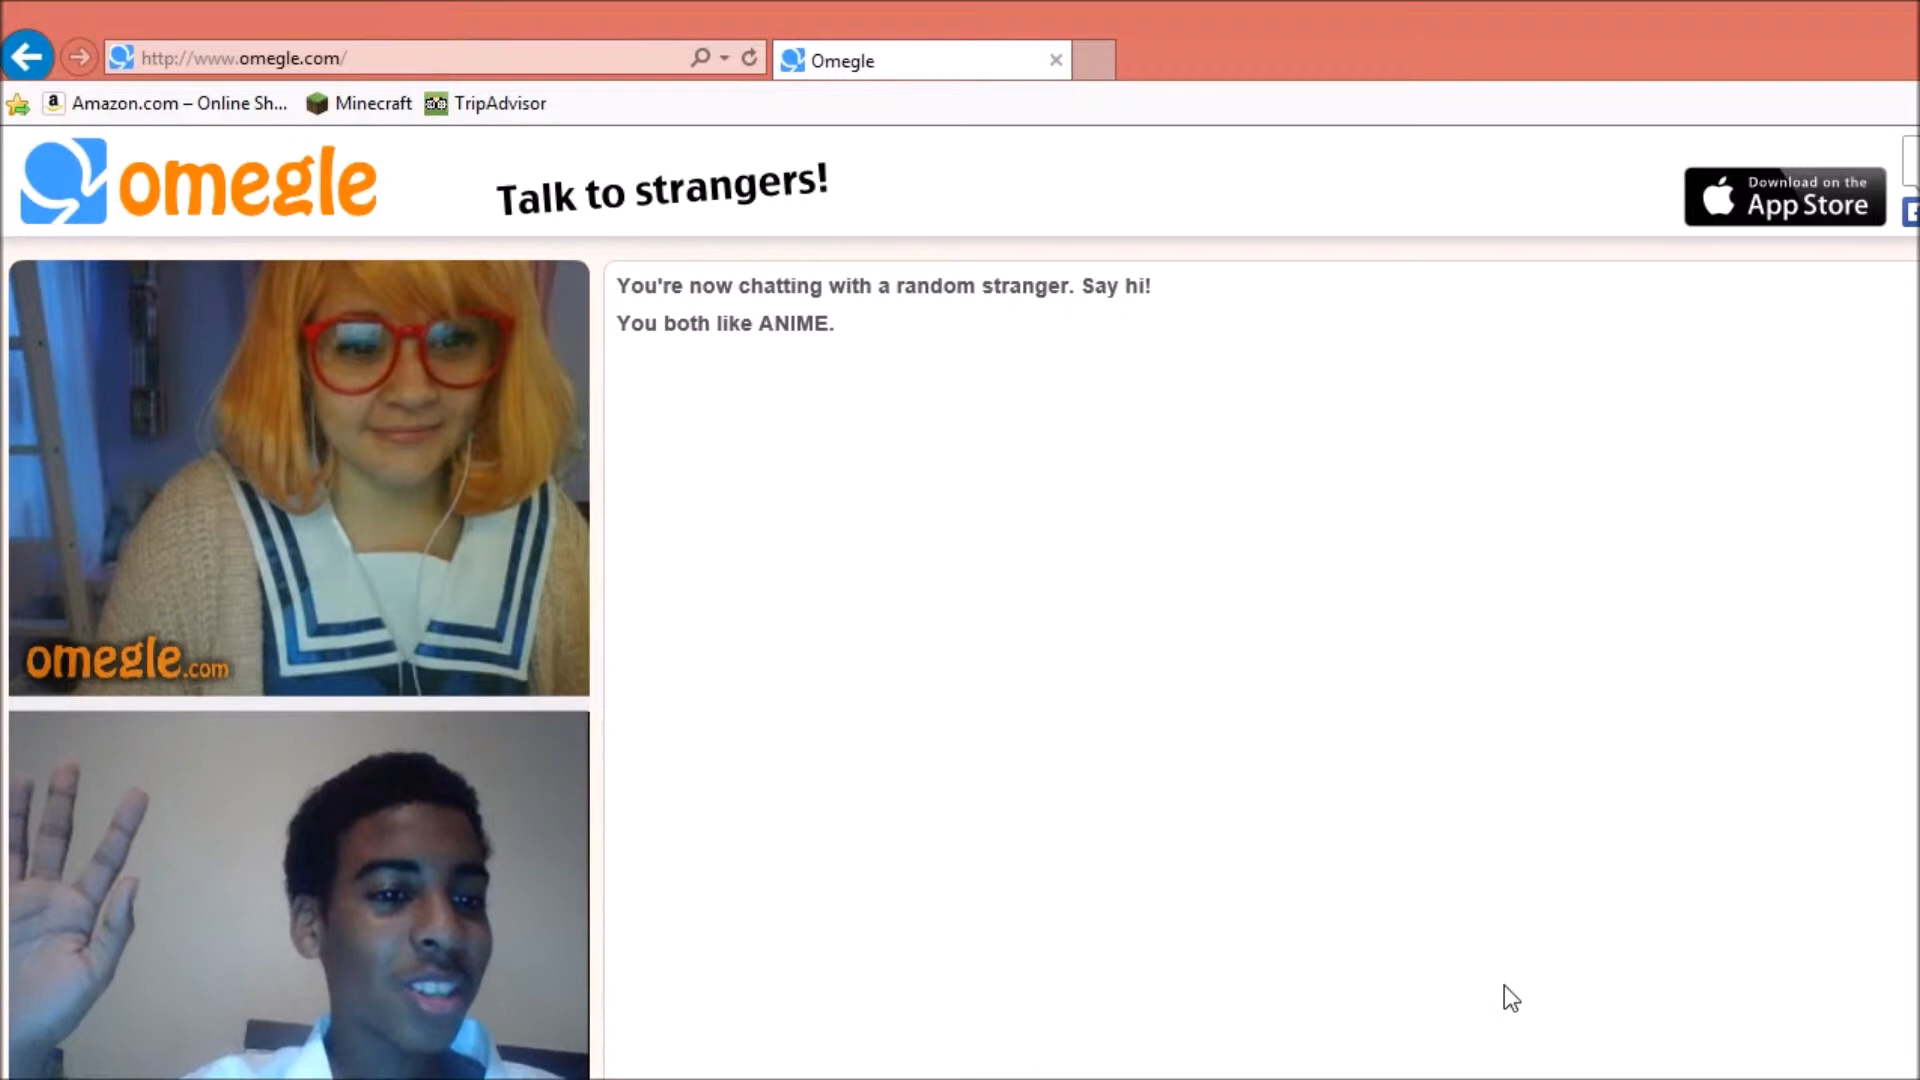 http://www.omegle.com/
Omegle
Amazon.com – Online Sh...
Minecraft
TripAdvisor
omegle
Talk to strangers!
Download on the
App Store
You're now chatting with a random stranger. Say hi!
You both like ANIME.
omegle.com